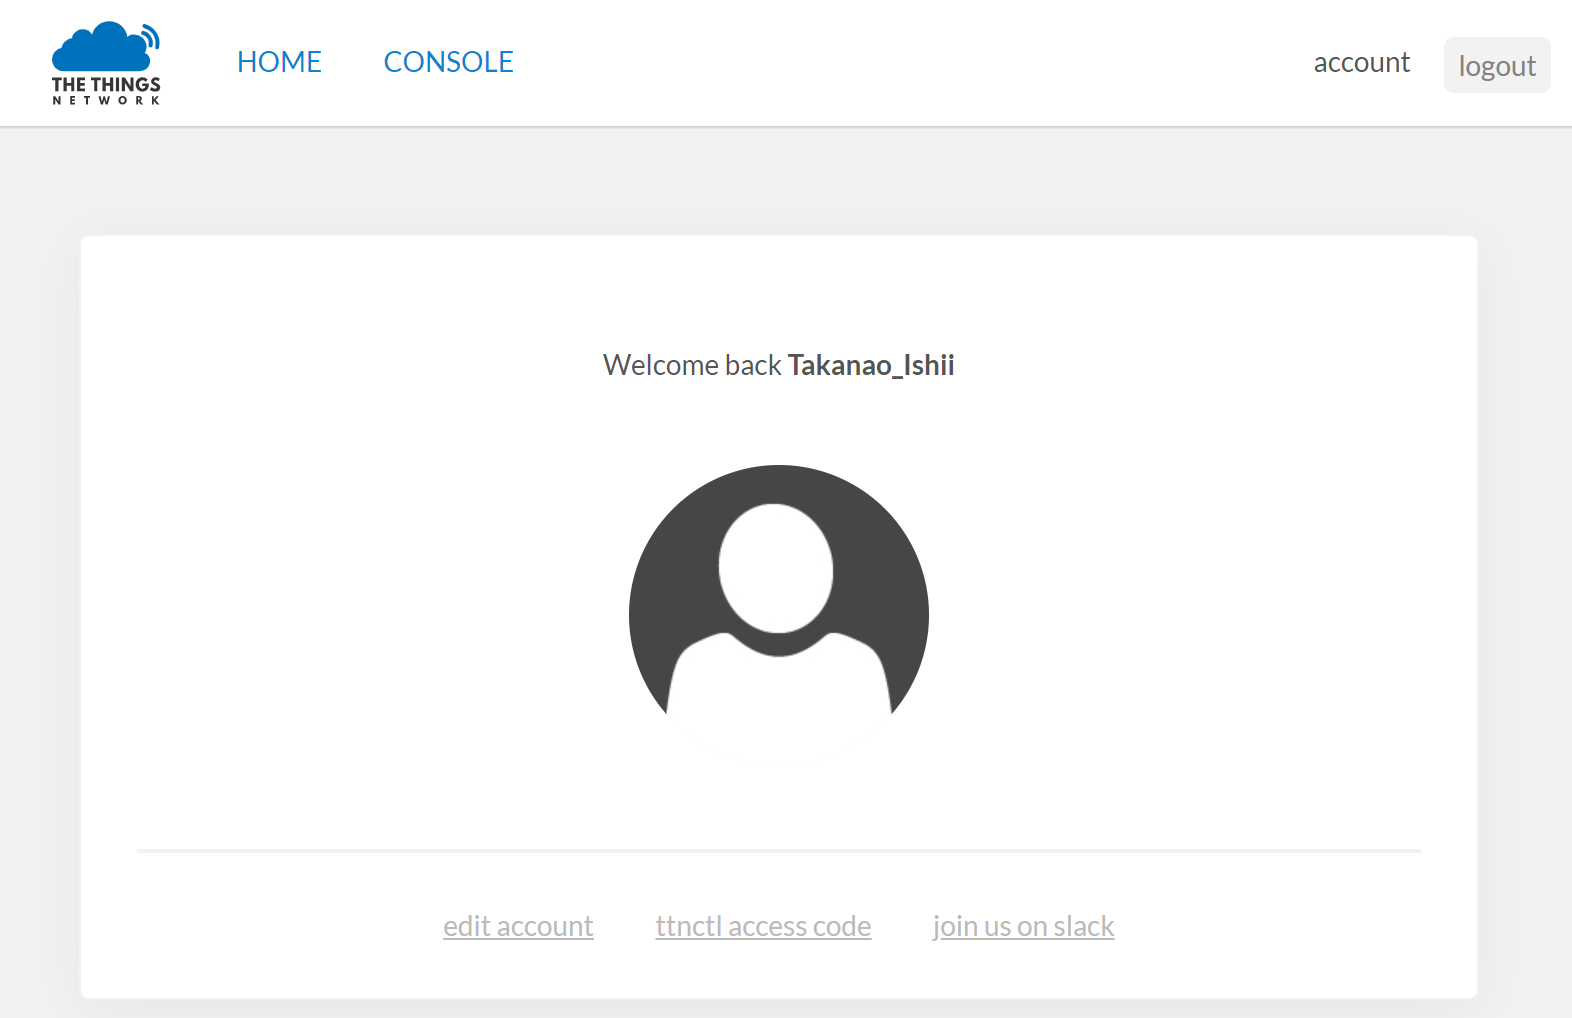 THE THINGS
NETWORK
HOME CONSOLE
account logout
Welcome back Takanao_Ishii
edit account ttnctl access code join us on slack